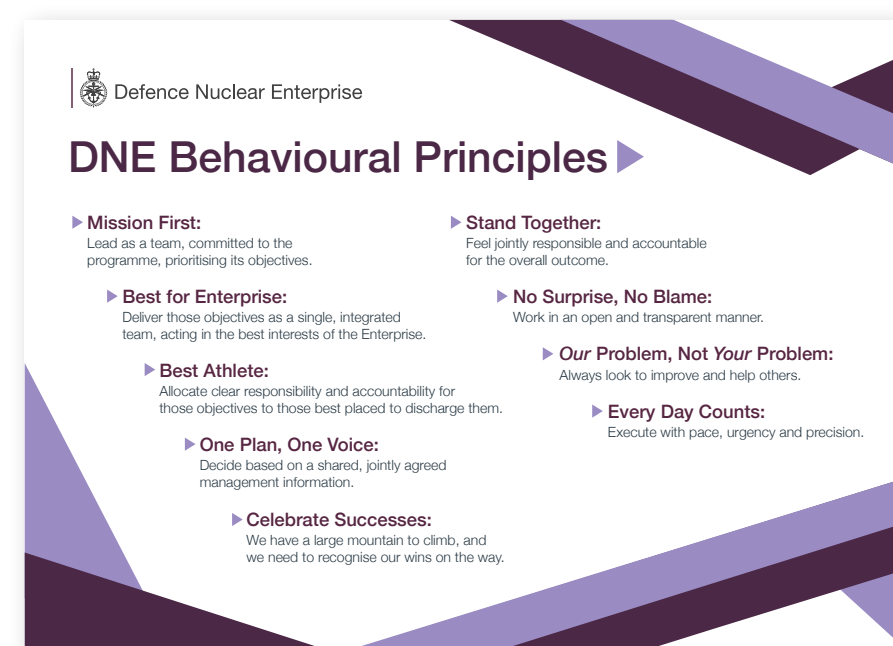 Defence Nuclear Enterprise
DNE Behavioural Principles
Mission First:
Lead as a team, committed to the
programme, prioritising its objectives.
Best for Enterprise:
Deliver those objectives as a single, integrated
team, acting in the best interests of the Enterprise.
Best Athlete:
Allocate clear responsibility and accountability for
those objectives to those best placed to discharge them.
One Plan, One Voice:
Decide based on a shared, jointly agreed
management information.
Celebrate Successes:
We have a large mountain to climb, and
we need to recognise our wins on the way.
Stand Together:
Feel jointly responsible and accountable
for the overall outcome.
No Surprise, No Blame:
Work in an open and transparent manner.
Our Problem, Not Your Problem:
Always look to improve and help others.
Every Day Counts:
Execute with pace, urgency and precision.